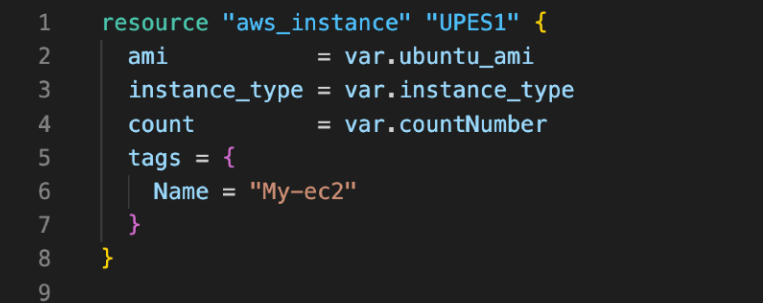 1 resource "aws_instance" "UPES1" {
2 ami = var.ubuntu_ami
3 instance_type = var.instance_type
4 count = var.countNumber
5 tags = {
6 Name = "My-ec2"
7 }
8 }
9